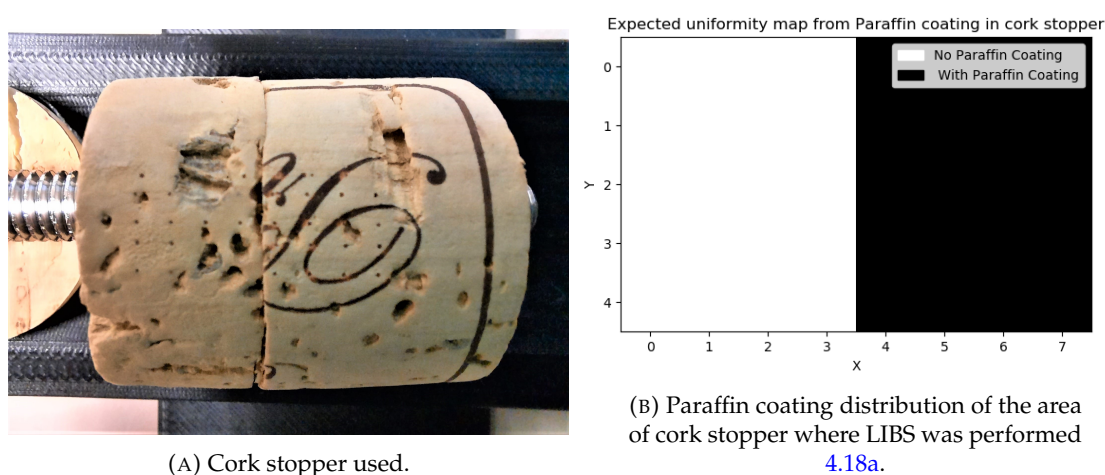 Expected uniformity map from Paraffin coating in cork stopper
No Paraffin Coating
With Paraffin Coating
0
1
2
3
4
Y
0 1 2 3 4 5 6 7
X
(A) Cork stopper used.
(B) Paraffin coating distribution of the area
of cork stopper where LIBS was performed
4.18a.